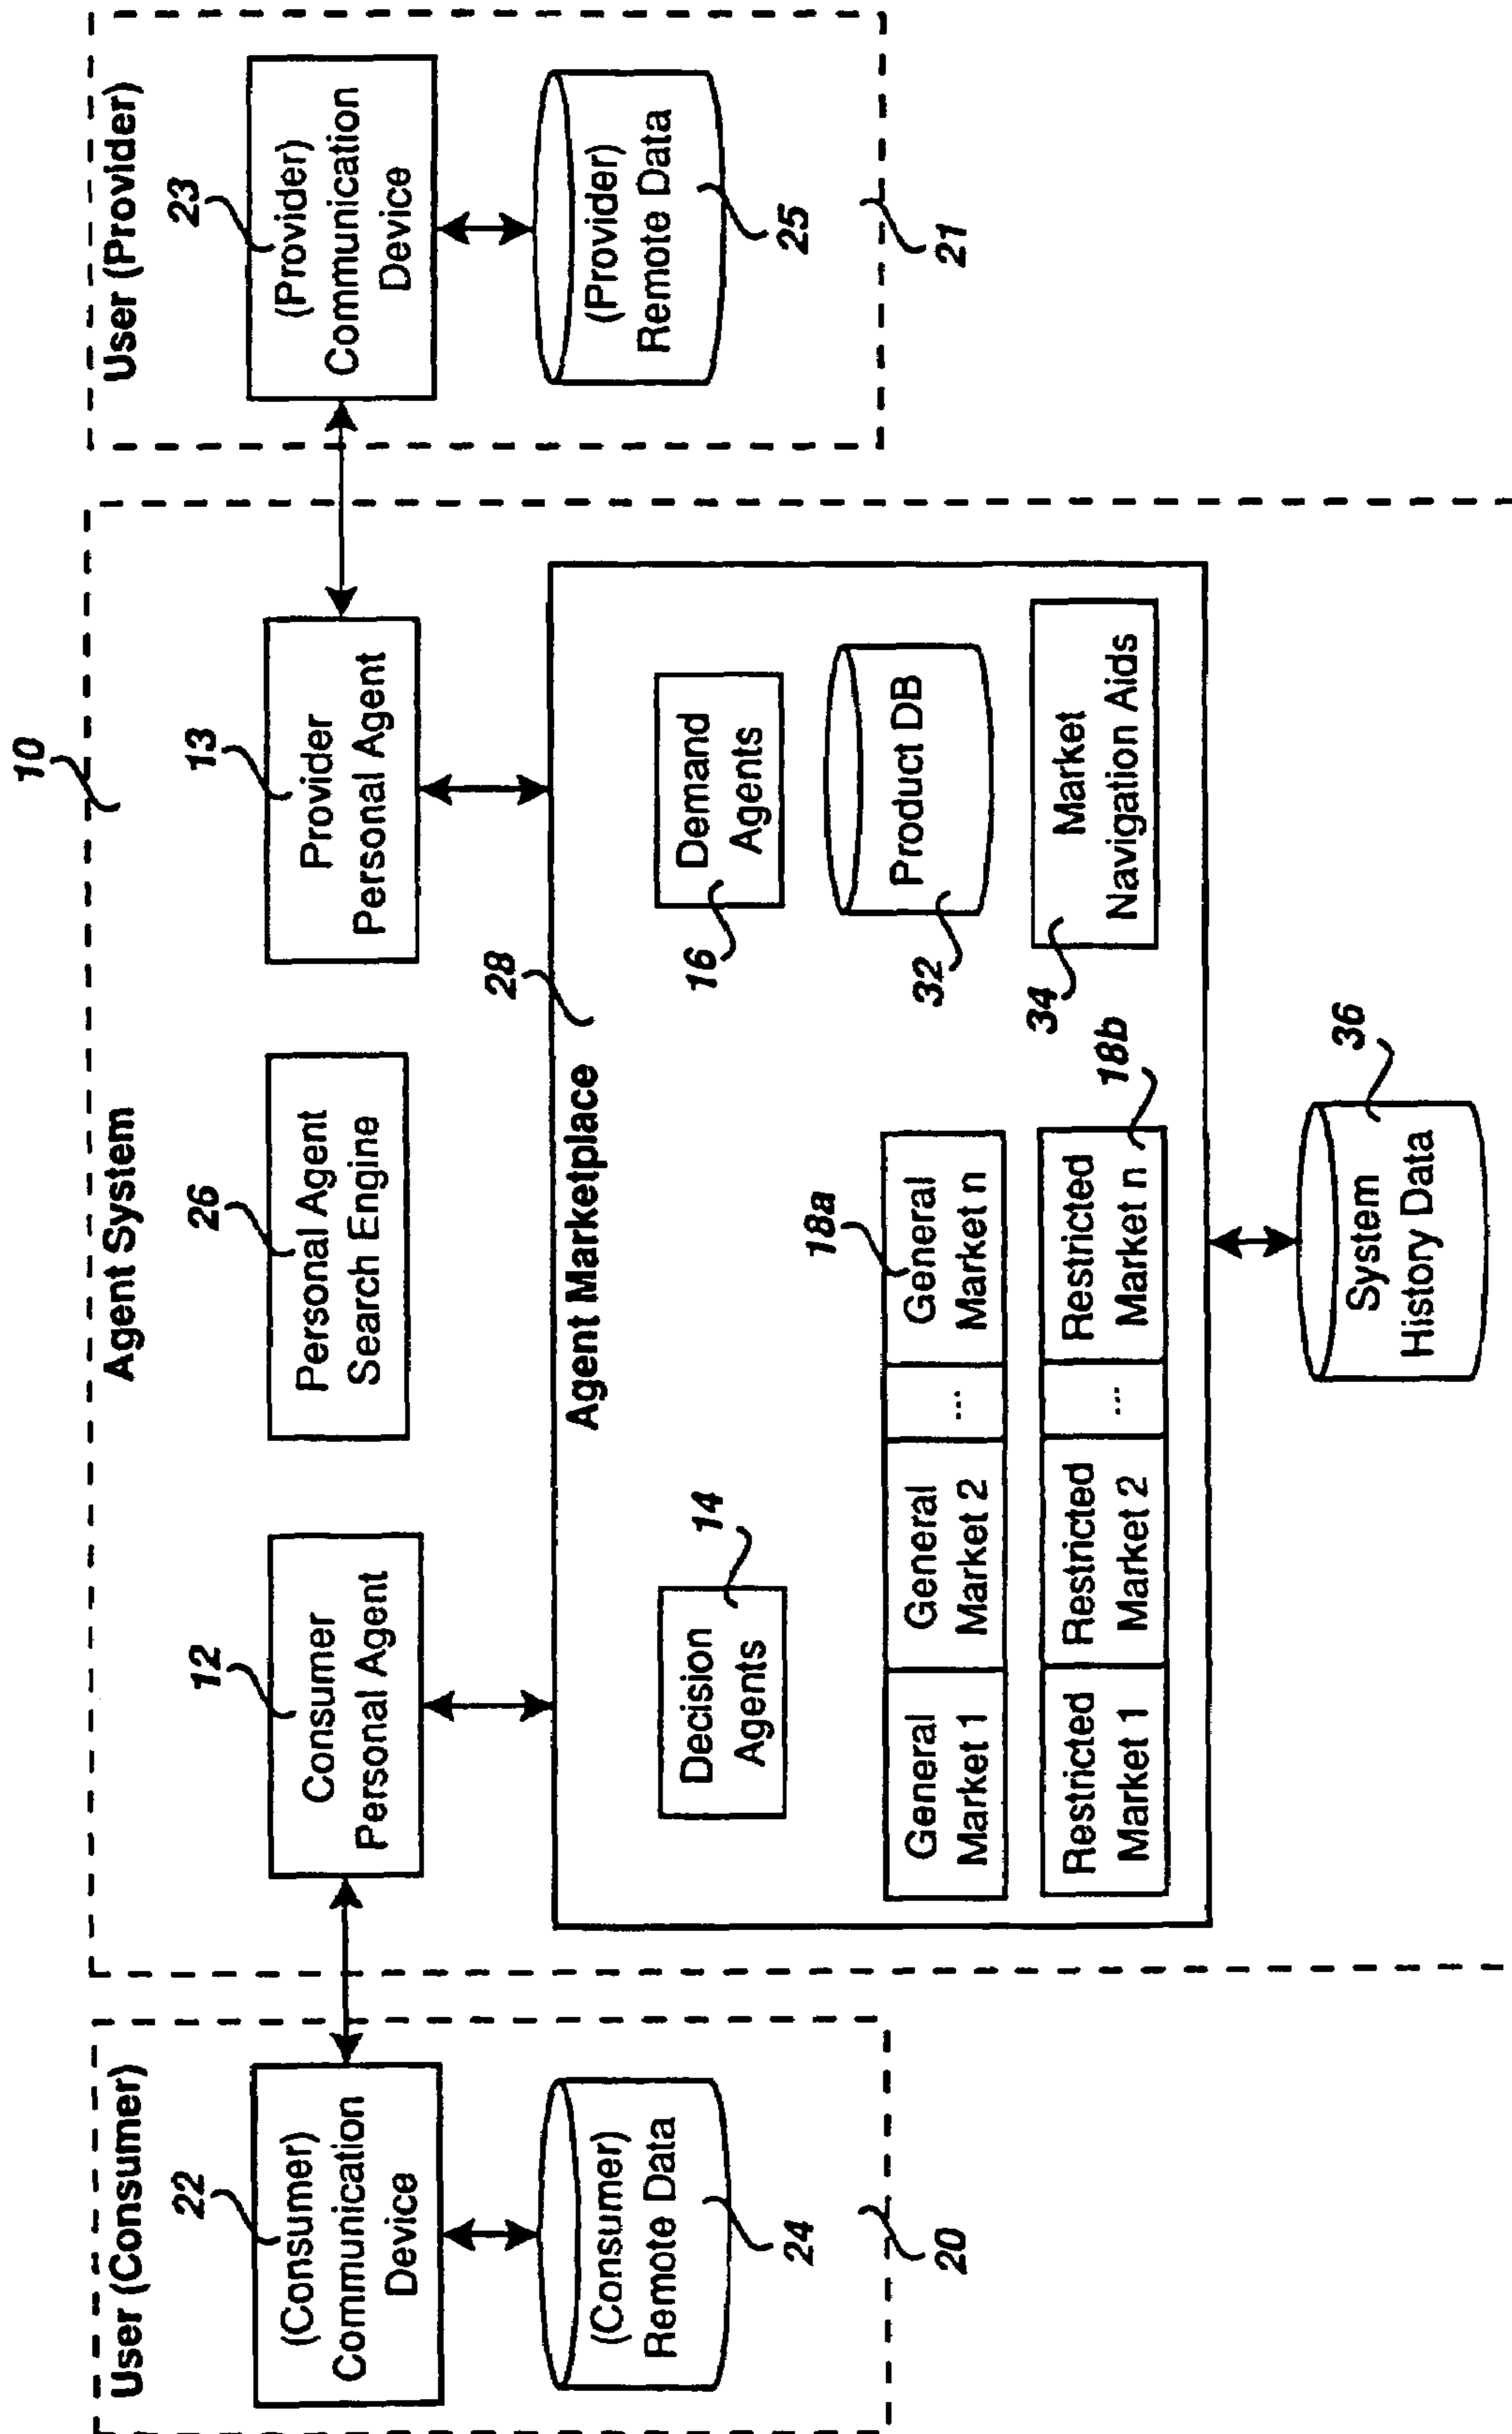 10
Agent System
User (Consumer)
22
(Consumer)
Communication
Device
(Consumer)
Remote Data
24
20
12
Consumer
Personal Agent
26
Personal Agent
Search Engine
13
Provider
Personal Agent
User (Provider)
23
(Provider)
Communication
Device
(Provider)
Remote Data
25
21
Agent Marketplace
28
Decision
Agents
14
Demand
Agents
16
Product DB
32
Market
Navigation Aids
34
General
Market 1
General
Market 2
...
General
Market n
18a
Restricted
Market 1
Restricted
Market 2
...
Restricted
Market n
18b
System
History Data
36